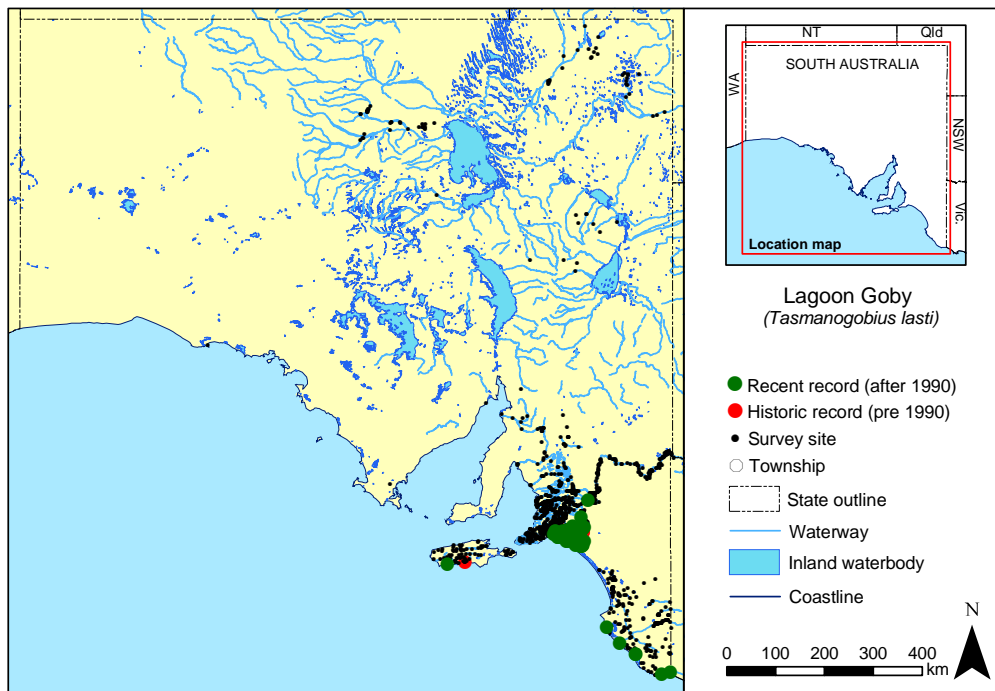 NT
Qld
SOUTH AUSTRALIA
WA
NSW
Vic.
Location map
Lagoon Goby
(Tasmanogobius lasti)
Recent record (after 1990)
Historic record (pre 1990)
Survey site
Township
State outline
Waterway
Inland waterbody
Coastline
N
0 100 200 300 400
km